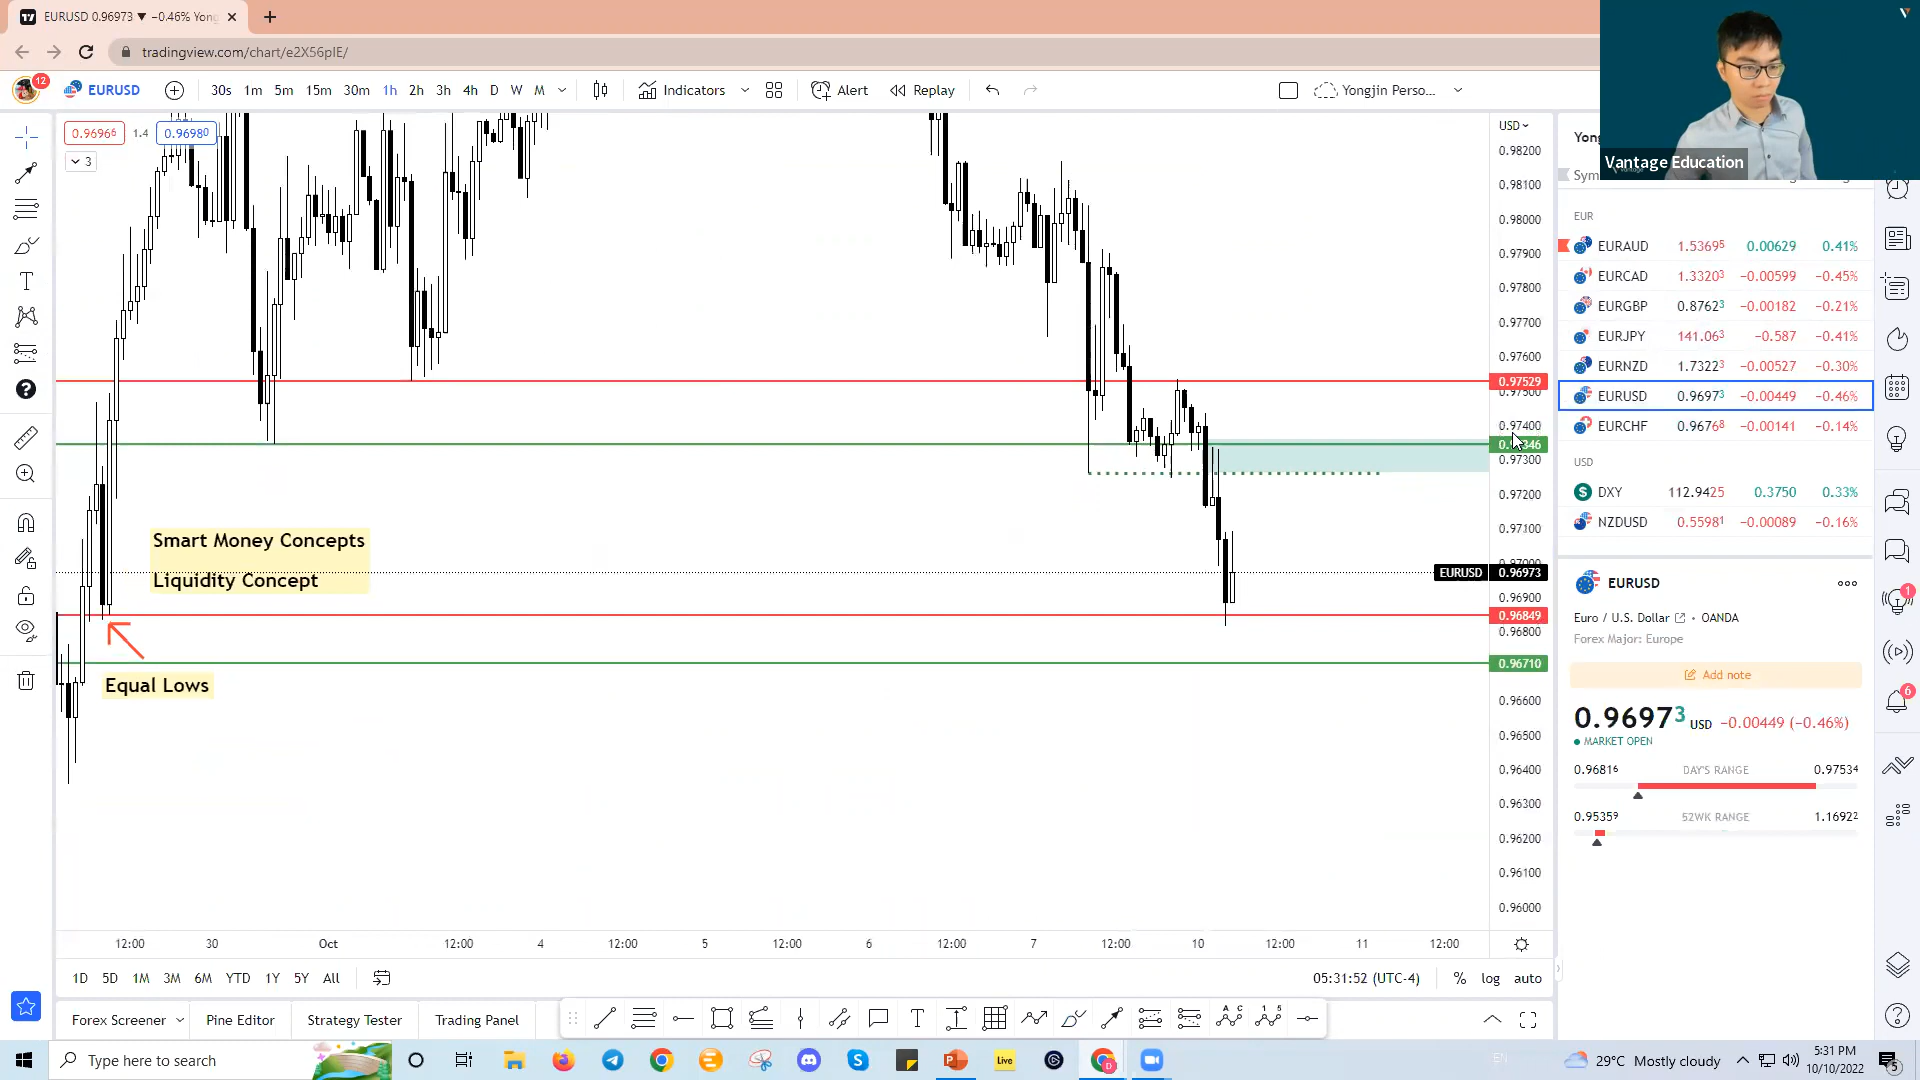 EURUSD 0.96973 ▼ −0.46% Yong
tradingview.com/chart/e2X56pIE/
12
EURUSD
30s 1m 5m 15m 30m 1h 2h 3h 4h D W M
Indicators
Alert
Replay
Yongjin Perso...
Vantage Education
0.96966 1.4 0.96980
3
USD
0.98200
0.98100
0.98000
0.97900
0.97800
0.97700
0.97600
0.97529
0.97500
0.97400
0.97300
0.97200
0.97100
EURUSD 0.96973
0.96900
0.96849
0.96800
0.96710
0.96600
0.96500
0.96400
0.96300
0.96200
0.96100
0.96000
Smart Money Concepts
Liquidity Concept
Equal Lows
12:00 30 Oct 12:00 4 12:00 5 12:00 6 12:00 7 12:00 10 12:00 11 12:00
1D 5D 1M 3M 6M YTD 1Y 5Y All
05:31:52 (UTC-4) % log auto
Forex Screener Pine Editor Strategy Tester Trading Panel
Yong
Sym
EUR
EURAUD 1.53695 0.00629 0.41%
EURCAD 1.33203 −0.00599 −0.45%
EURGBP 0.87623 −0.00182 −0.21%
EURJPY 141.063 −0.587 −0.41%
EURNZD 1.73223 −0.00527 −0.30%
EURUSD 0.96973 −0.00449 −0.46%
EURCHF 0.96768 −0.00141 −0.14%
USD
DXY 112.9425 0.3750 0.33%
NZDUSD 0.55981 −0.00089 −0.16%
EURUSD
Euro / U.S. Dollar OANDA
Forex Major: Europe
Add note
0.96973 USD −0.00449 (−0.46%)
MARKET OPEN
0.96816 DAY'S RANGE 0.97534
0.95359 52WK RANGE 1.16922
1
6
Type here to search
Live
29°C Mostly cloudy
5:31 PM
10/10/2022
5